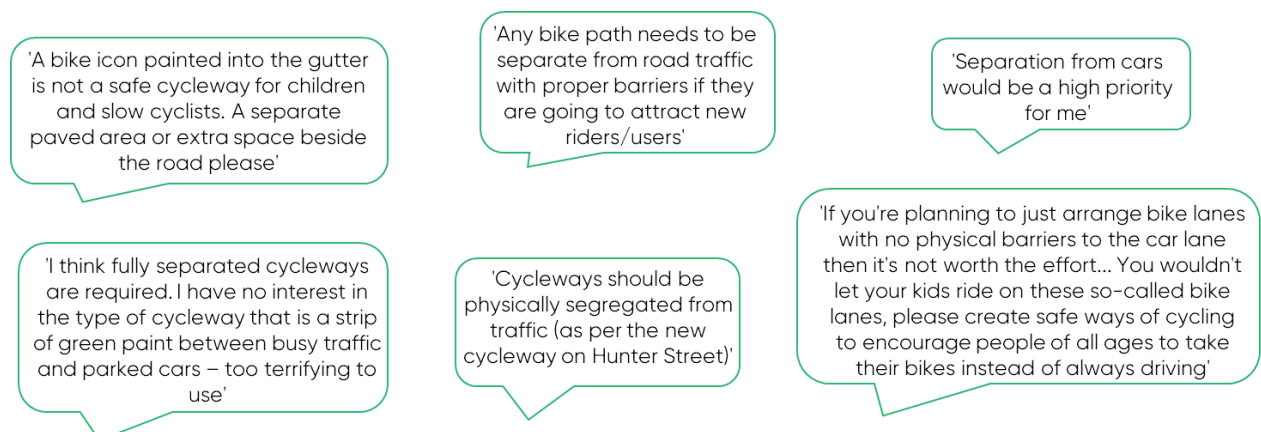 'A bike icon painted into the gutter
is not a safe cycleway for children
and slow cyclists. A separate
paved area or extra space beside
the road please'
'Any bike path needs to be
separate from road traffic
with proper barriers if they
are going to attract new
riders/users'
'Separation from cars
would be a high priority
for me'
'I think fully separated cycleways
are required. I have no interest in
the type of cycleway that is a strip
of green paint between busy traffic
and parked cars – too terrifying to
use'
'Cycleways should be
physically segregated from
traffic (as per the new
cycleway on Hunter Street)'
'If you're planning to just arrange bike lanes
with no physical barriers to the car lane
then it's not worth the effort... You wouldn't
let your kids ride on these so-called bike
lanes, please create safe ways of cycling
to encourage people of all ages to take
their bikes instead of always driving'